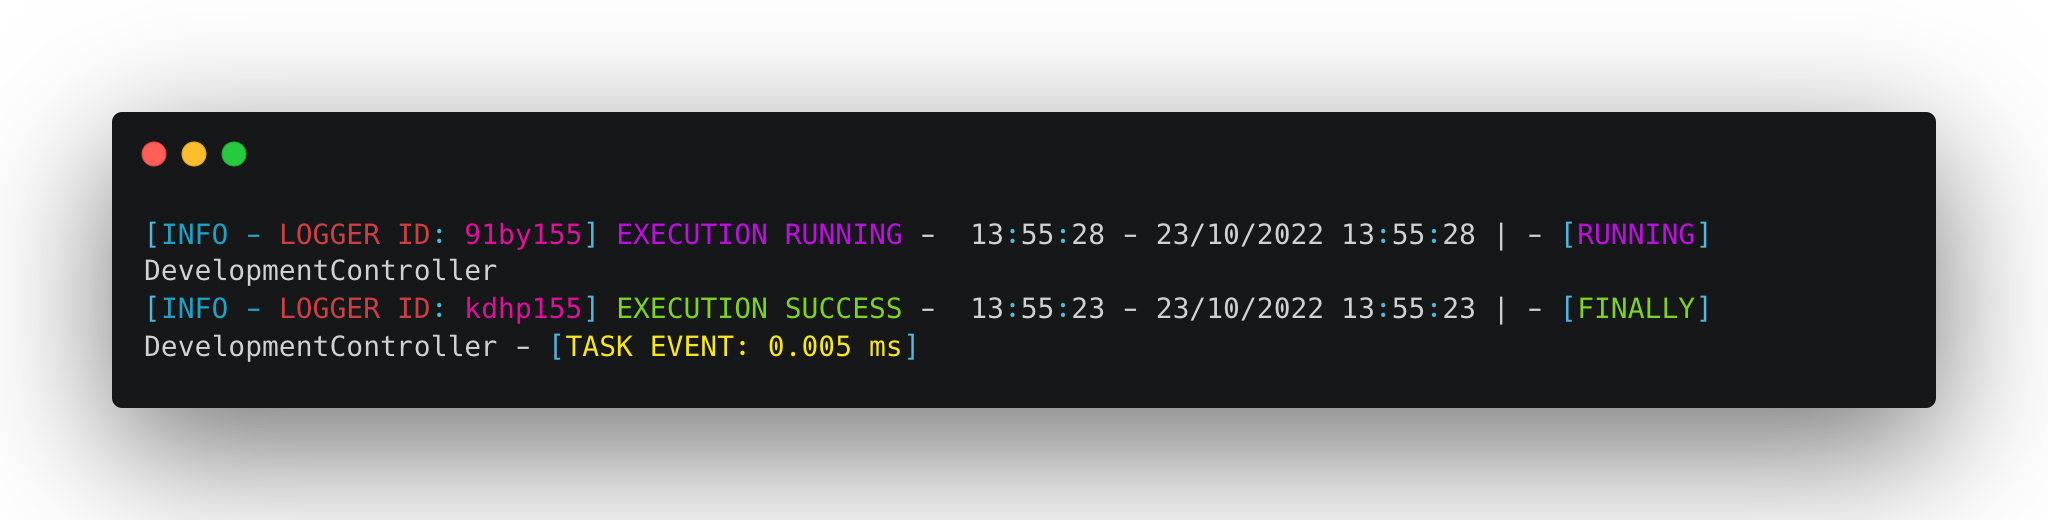 [INFO - LOGGER ID: 91by155] EXECUTION RUNNING -  13:55:28 - 23/10/2022 13:55:28 | - [RUNNING]
DevelopmentController
[INFO - LOGGER ID: kdhp155] EXECUTION SUCCESS -  13:55:23 - 23/10/2022 13:55:23 | - [FINALLY]
DevelopmentController - [TASK EVENT: 0.005 ms]